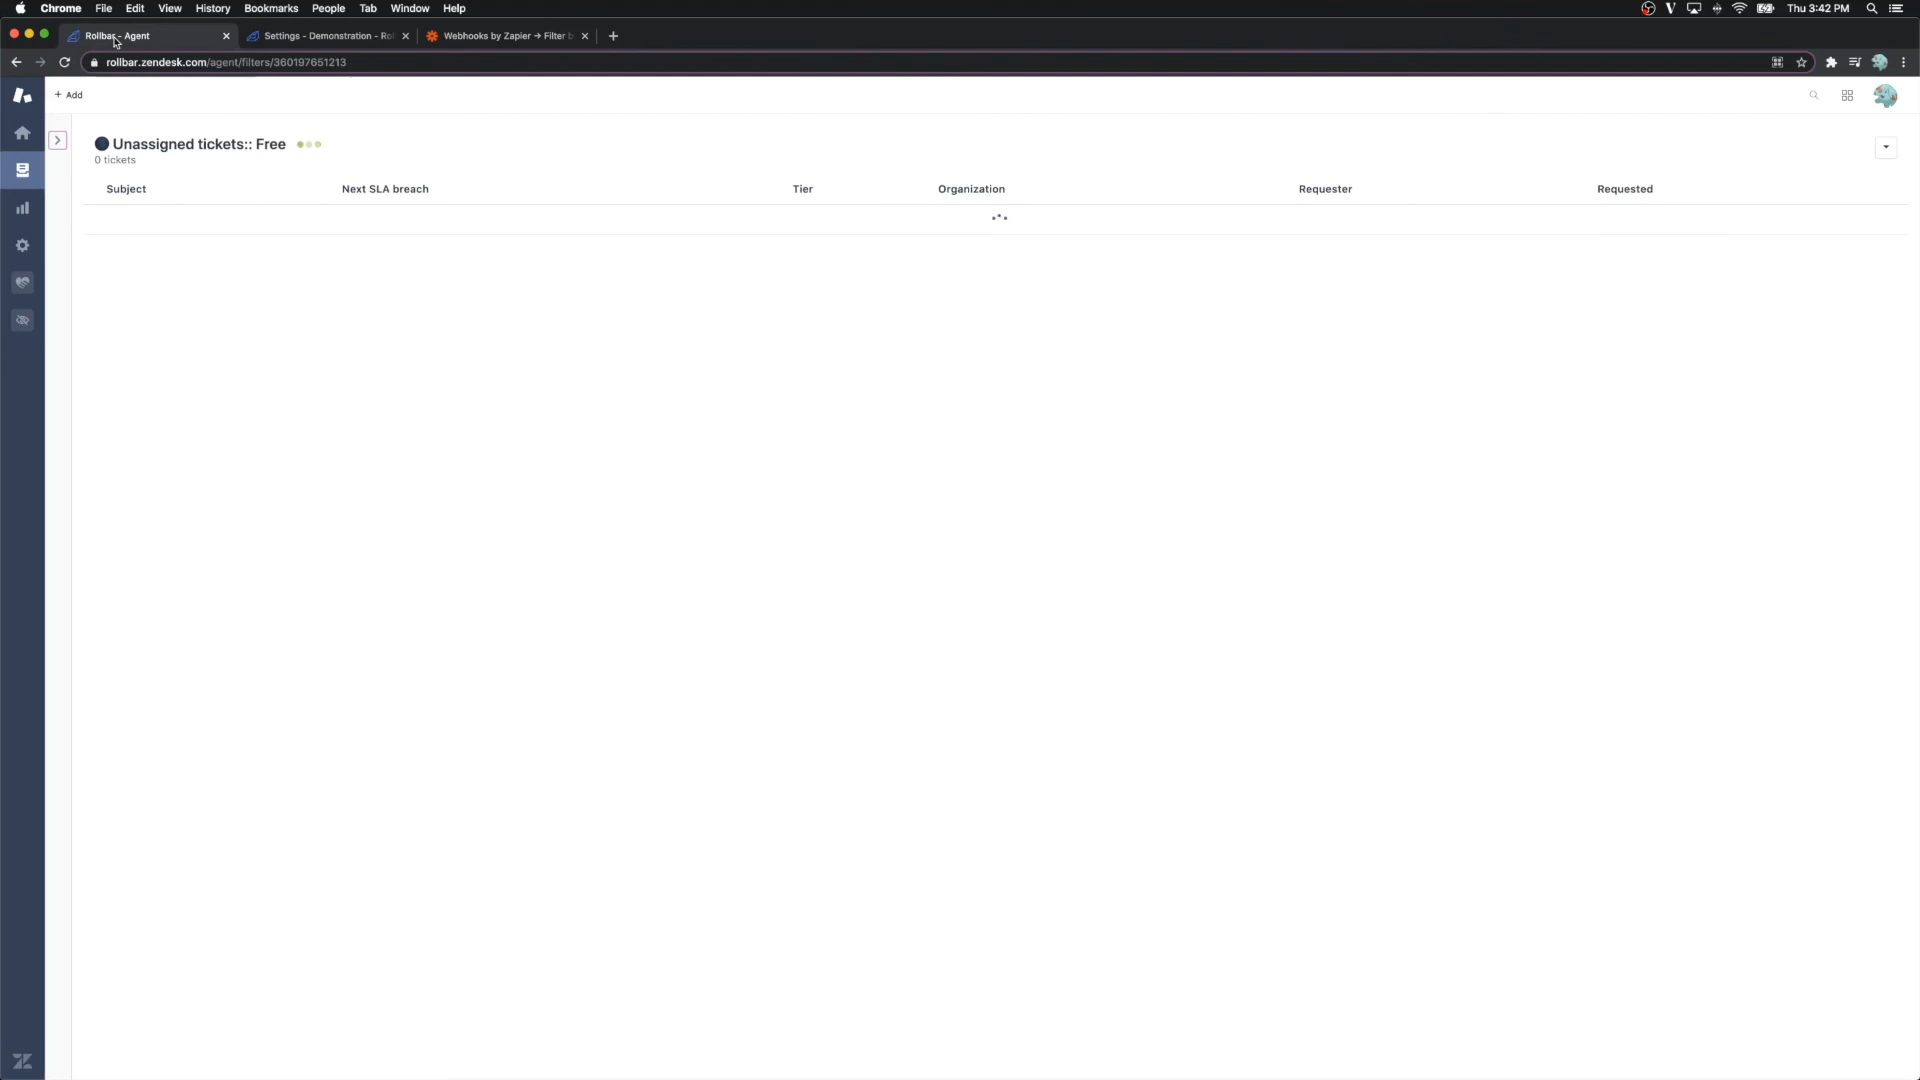 Chrome File Edit View History Bookmarks People Tab Window Help
Thu 3:42 PM
Rollbar - Agent
Settings - Demonstration - Rol
Webhooks by Zapier → Filter b
rollbar.zendesk.com/agent/filters/360197651213
+ Add
Unassigned tickets:: Free
0 tickets
Subject Next SLA breach Tier Organization Requester Requested